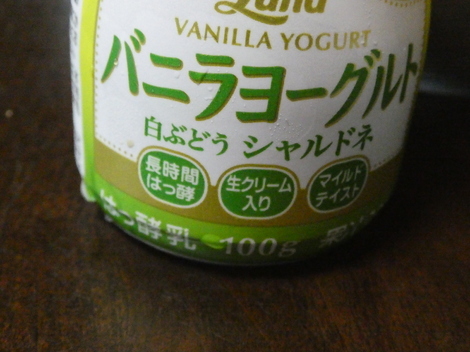 Luna
VANILLA YOGURT
バニラヨーグルト
白ぶどう シャルドネ
長時間
はっ酵
生クリーム
入り
マイルド
テイスト
はっ酵乳 100g